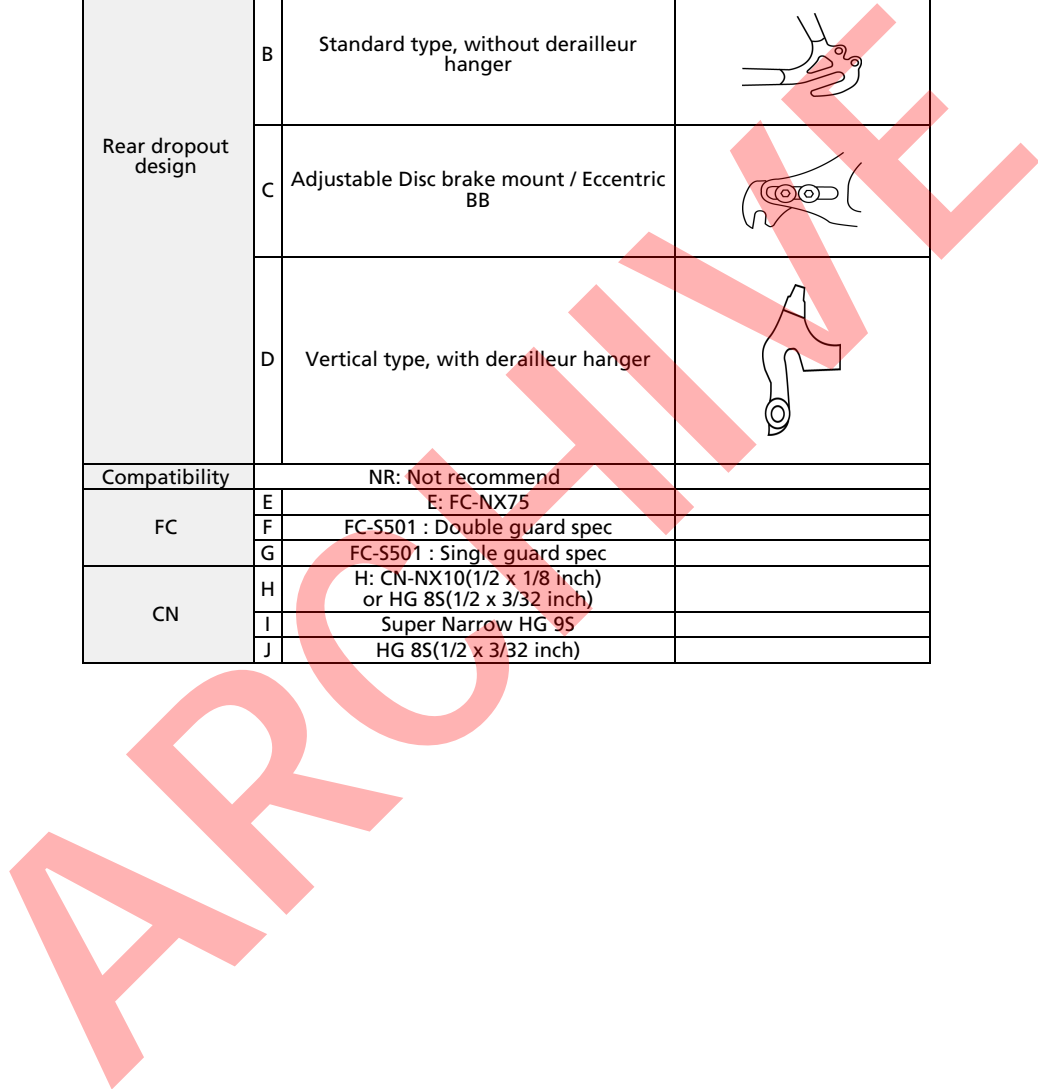 Rear dropout
design
B
Standard type, without derailleur
hanger
C
Adjustable Disc brake mount / Eccentric
BB
D
Vertical type, with derailleur hanger
Compatibility
NR: Not recommend
FC
E
E: FC-NX75
F
FC-S501 : Double guard spec
G
FC-S501 : Single guard spec
CN
H
H: CN-NX10(1/2 x 1/8 inch)
or HG 8S(1/2 x 3/32 inch)
I
Super Narrow HG 9S
J
HG 8S(1/2 x 3/32 inch)
ARCHIVE